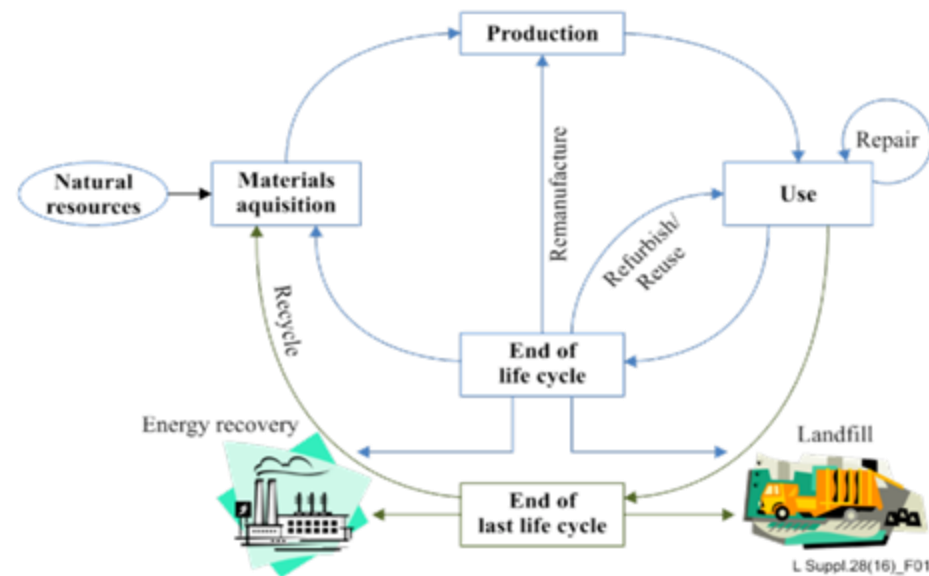 Production
Repair
Natural
resources
Materials
aquisition
Use
Remanufacture
Refurbish/
Reuse
Recycle
End of
life cycle
Energy recovery
Landfill
End of
last life cycle
L Suppl.28(16)_F01